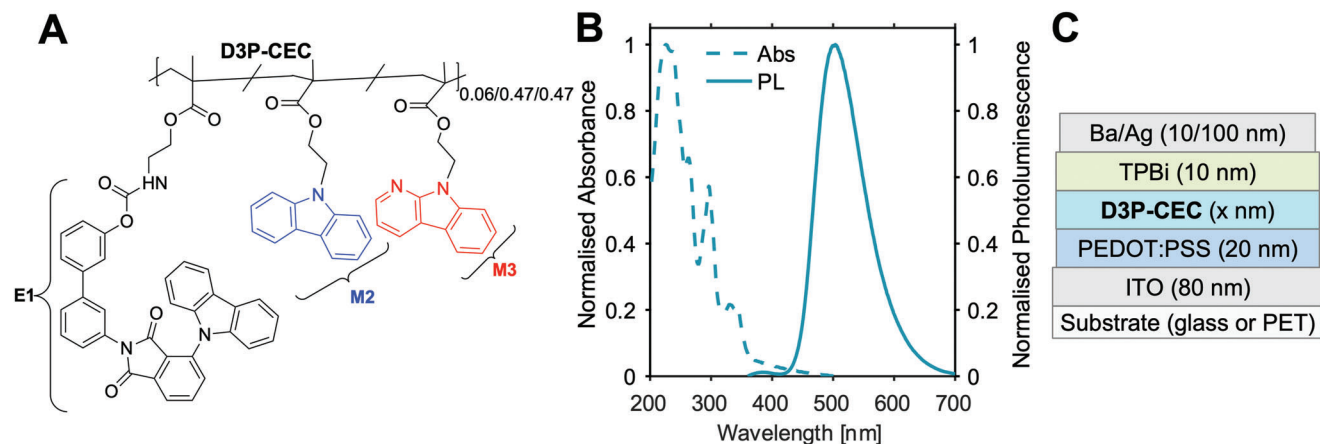 A
D3P-CEC
0.06/0.47/0.47
O
O
O
O
O
O
HN
O
O
N
N
N
M2
M3
E1
O
N
N
O
B
Normalised Absorbance
1
0.8
0.6
0.4
0.2
0
Abs
PL
1
0.8
0.6
0.4
0.2
0
Normalised Photoluminescence
200 300 400 500 600 700
Wavelength [nm]
C
Ba/Ag (10/100 nm)
TPBi (10 nm)
D3P-CEC (x nm)
PEDOT:PSS (20 nm)
ITO (80 nm)
Substrate (glass or PET)